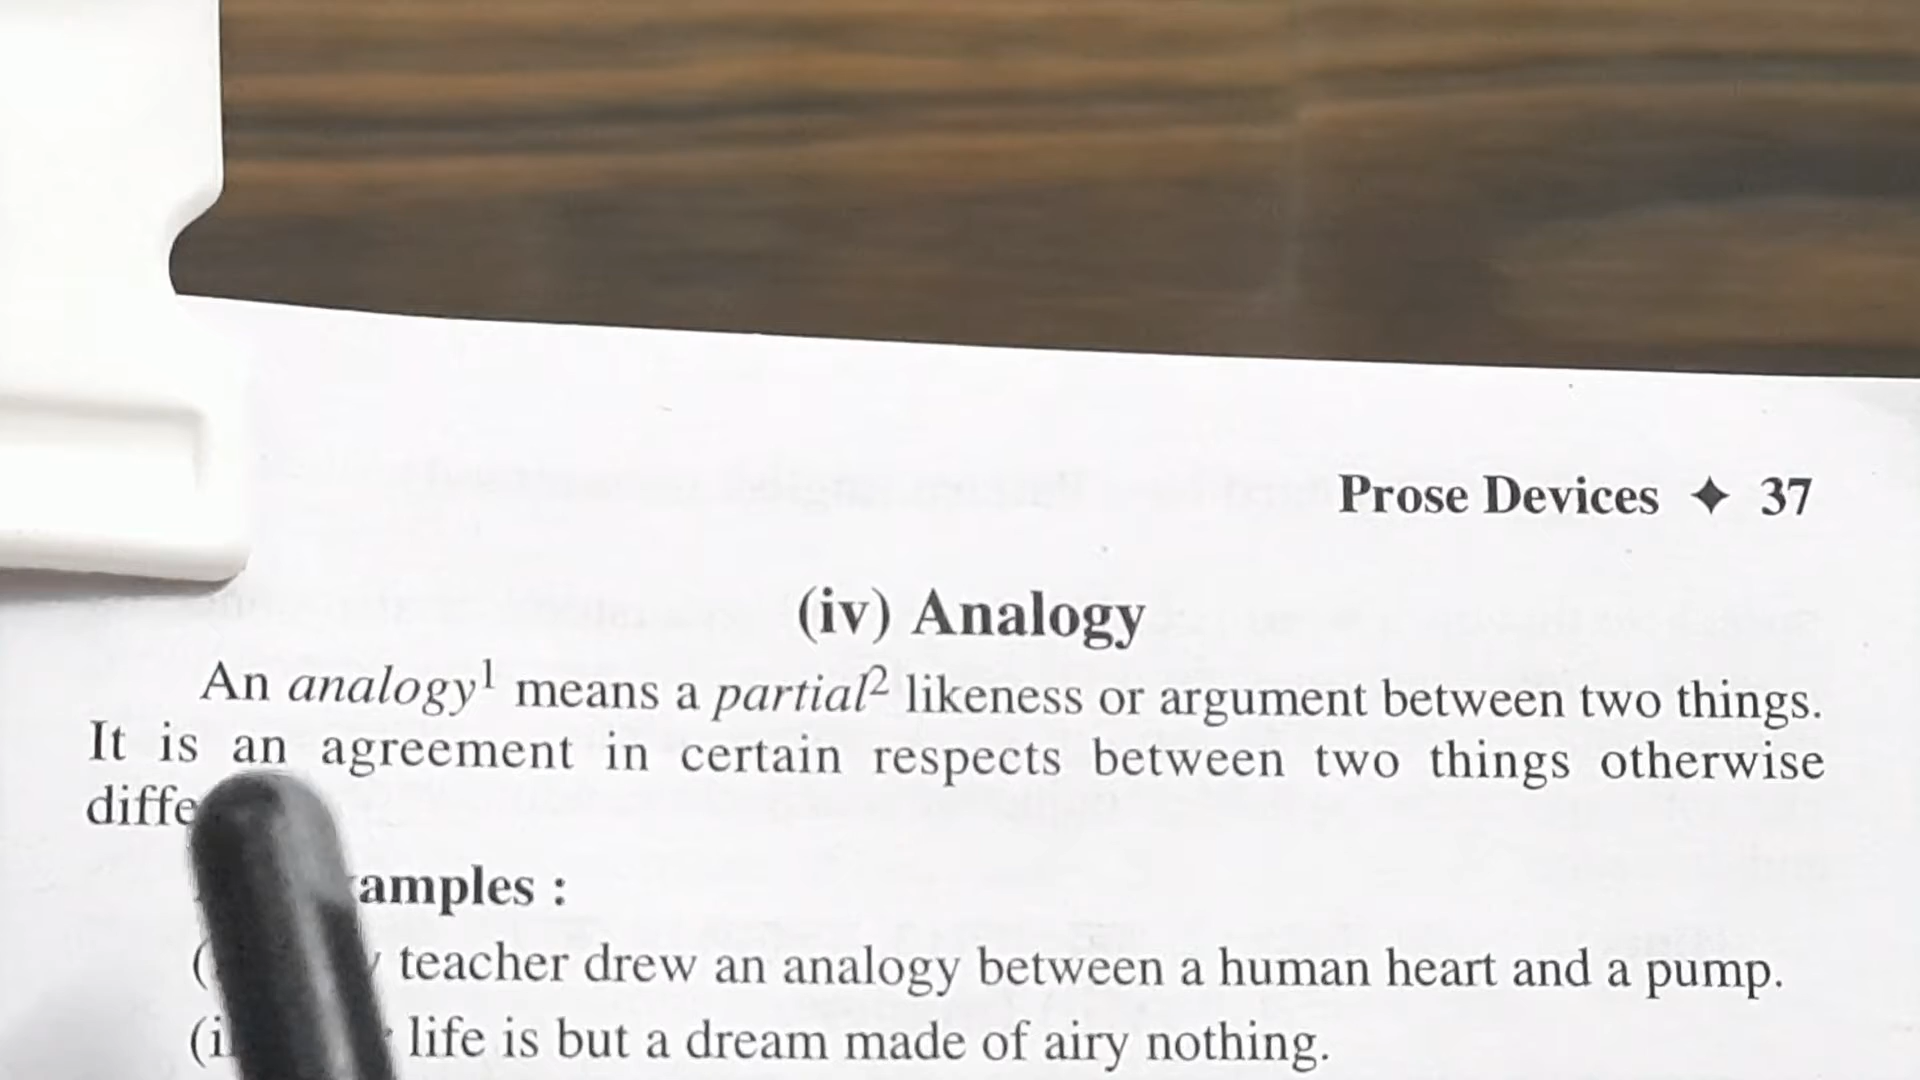 Prose Devices ✦ 37
(iv) Analogy
An analogy¹ means a partial² likeness or argument between two things.
It is an agreement in certain respects between two things otherwise
diffe
amples :
teacher drew an analogy between a human heart and a pump.
life is but a dream made of airy nothing.